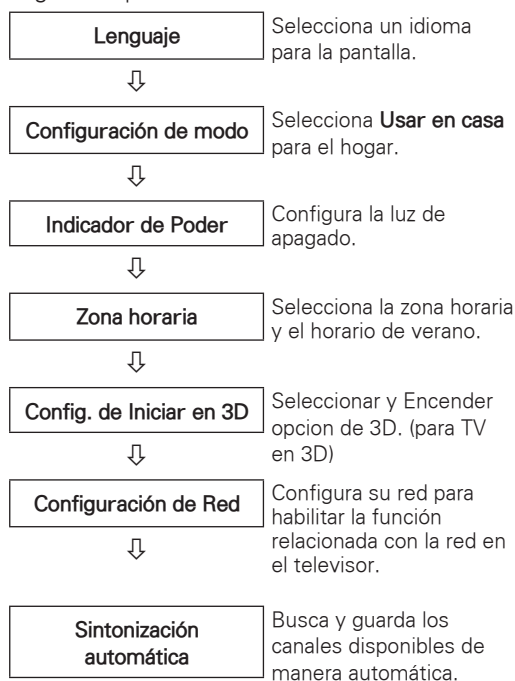 Lenguaje
Selecciona un idioma
para la pantalla.
Configuración de modo
Selecciona Usar en casa
para el hogar.
Indicador de Poder
Configura la luz de
apagado.
Zona horaria
Selecciona la zona horaria
y el horario de verano.
Config. de Iniciar en 3D
Seleccionar y Encender
opcion de 3D. (para TV
en 3D)
Configuración de Red
Configura su red para
habilitar la función
relacionada con la red en
el televisor.
Sintonización
automática
Busca y guarda los
canales disponibles de
manera automática.